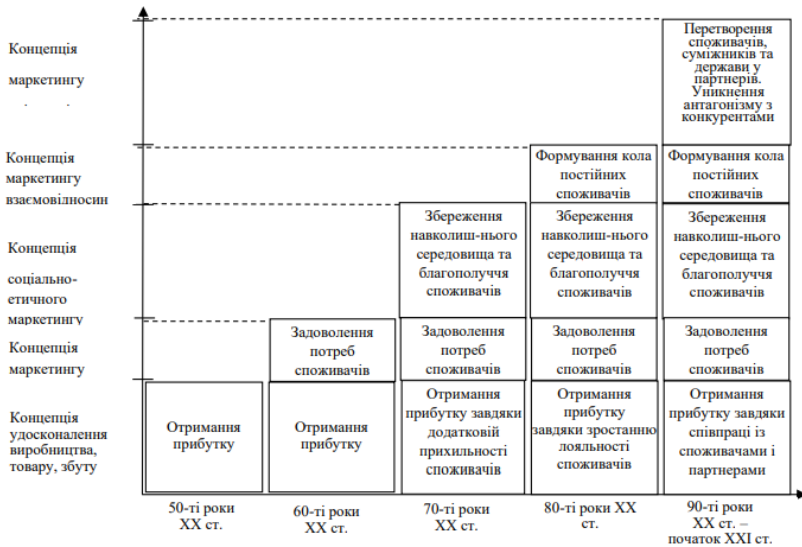 Концепція
маркетингу
Перетворення
споживачів,
суміжників та
держави у
партнерів.
Уникнення
антагонізму з
конкурентами
Концепція
маркетингу
взаємовідносин
Формування кола
постійних
споживачів
Формування кола
постійних
споживачів
Концепція
соціально-
етичного
маркетингу
Збереження
навколиш-нього
середовища та
благополуччя
споживачів
Збереження
навколиш-нього
середовища та
благополуччя
споживачів
Збереження
навколиш-нього
середовища та
благополуччя
споживачів
Концепція
маркетингу
Задоволення
потреб
споживачів
Задоволення
потреб
споживачів
Задоволення
потреб
споживачів
Задоволення
потреб
споживачів
Концепція
удосконалення
виробництва,
товару, збуту
Отримання
прибутку
Отримання
прибутку
Отримання
прибутку завдяки
додатковій
прихильності
споживачів
Отримання
прибутку
завдяки зростанню
лояльності
споживачів
Отримання
прибутку завдяки
співпраці із
споживачами і
партнерами
50-ті роки
XX ст.
60-ті роки
XX ст.
70-ті роки
XX ст.
80-ті роки XX
ст.
90-ті роки
XX ст. –
початок XXI ст.